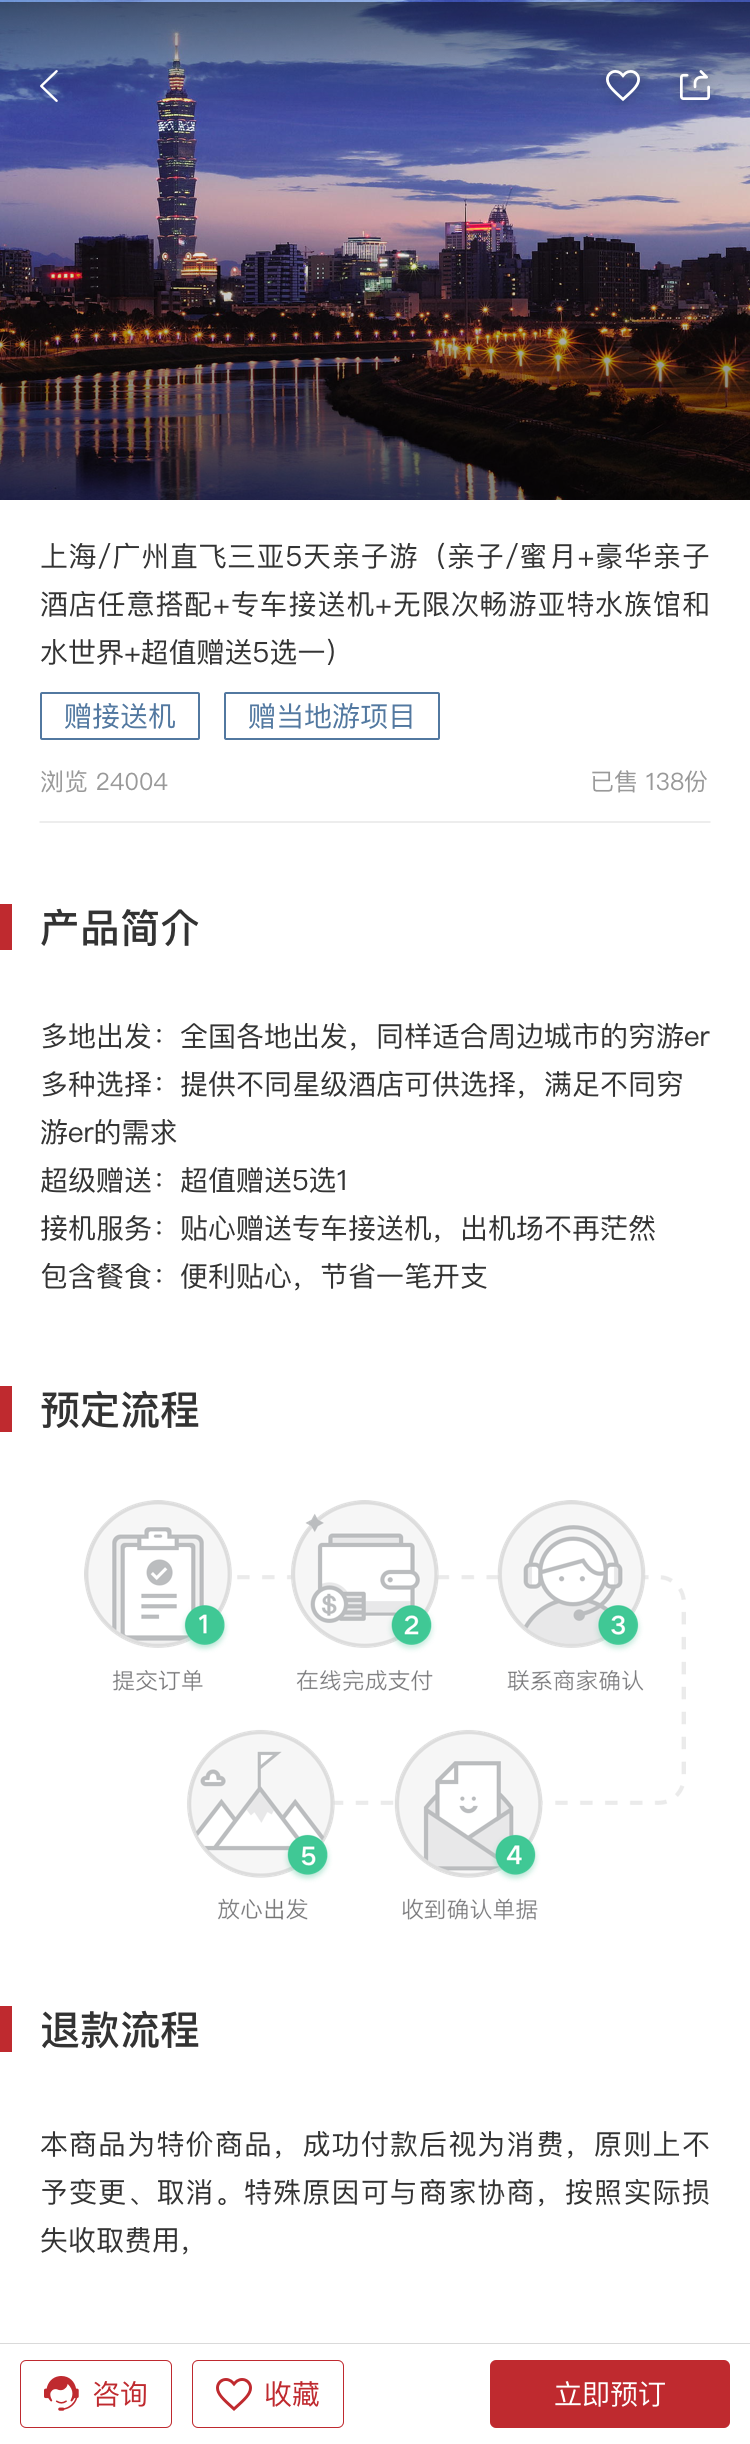 上海/广州直飞三亚5天亲子游（亲子/蜜月+豪华亲子
酒店任意搭配+专车接送机+无限次畅游亚特水族馆和
水世界+超值赠送5选一）
赠接送机
赠当地游项目
浏览 24004
已售 138份
产品简介
多地出发：全国各地出发，同样适合周边城市的穷游er
多种选择：提供不同星级酒店可供选择，满足不同穷
游er的需求
超级赠送：超值赠送5选1
接机服务：贴心赠送专车接送机，出机场不再茫然
包含餐食：便利贴心，节省一笔开支
预定流程
1
2
3
提交订单
在线完成支付
联系商家确认
5
4
放心出发
收到确认单据
退款流程
本商品为特价商品，成功付款后视为消费，原则上不
予变更、取消。特殊原因可与商家协商，按照实际损
失收取费用，
咨询
收藏
立即预订